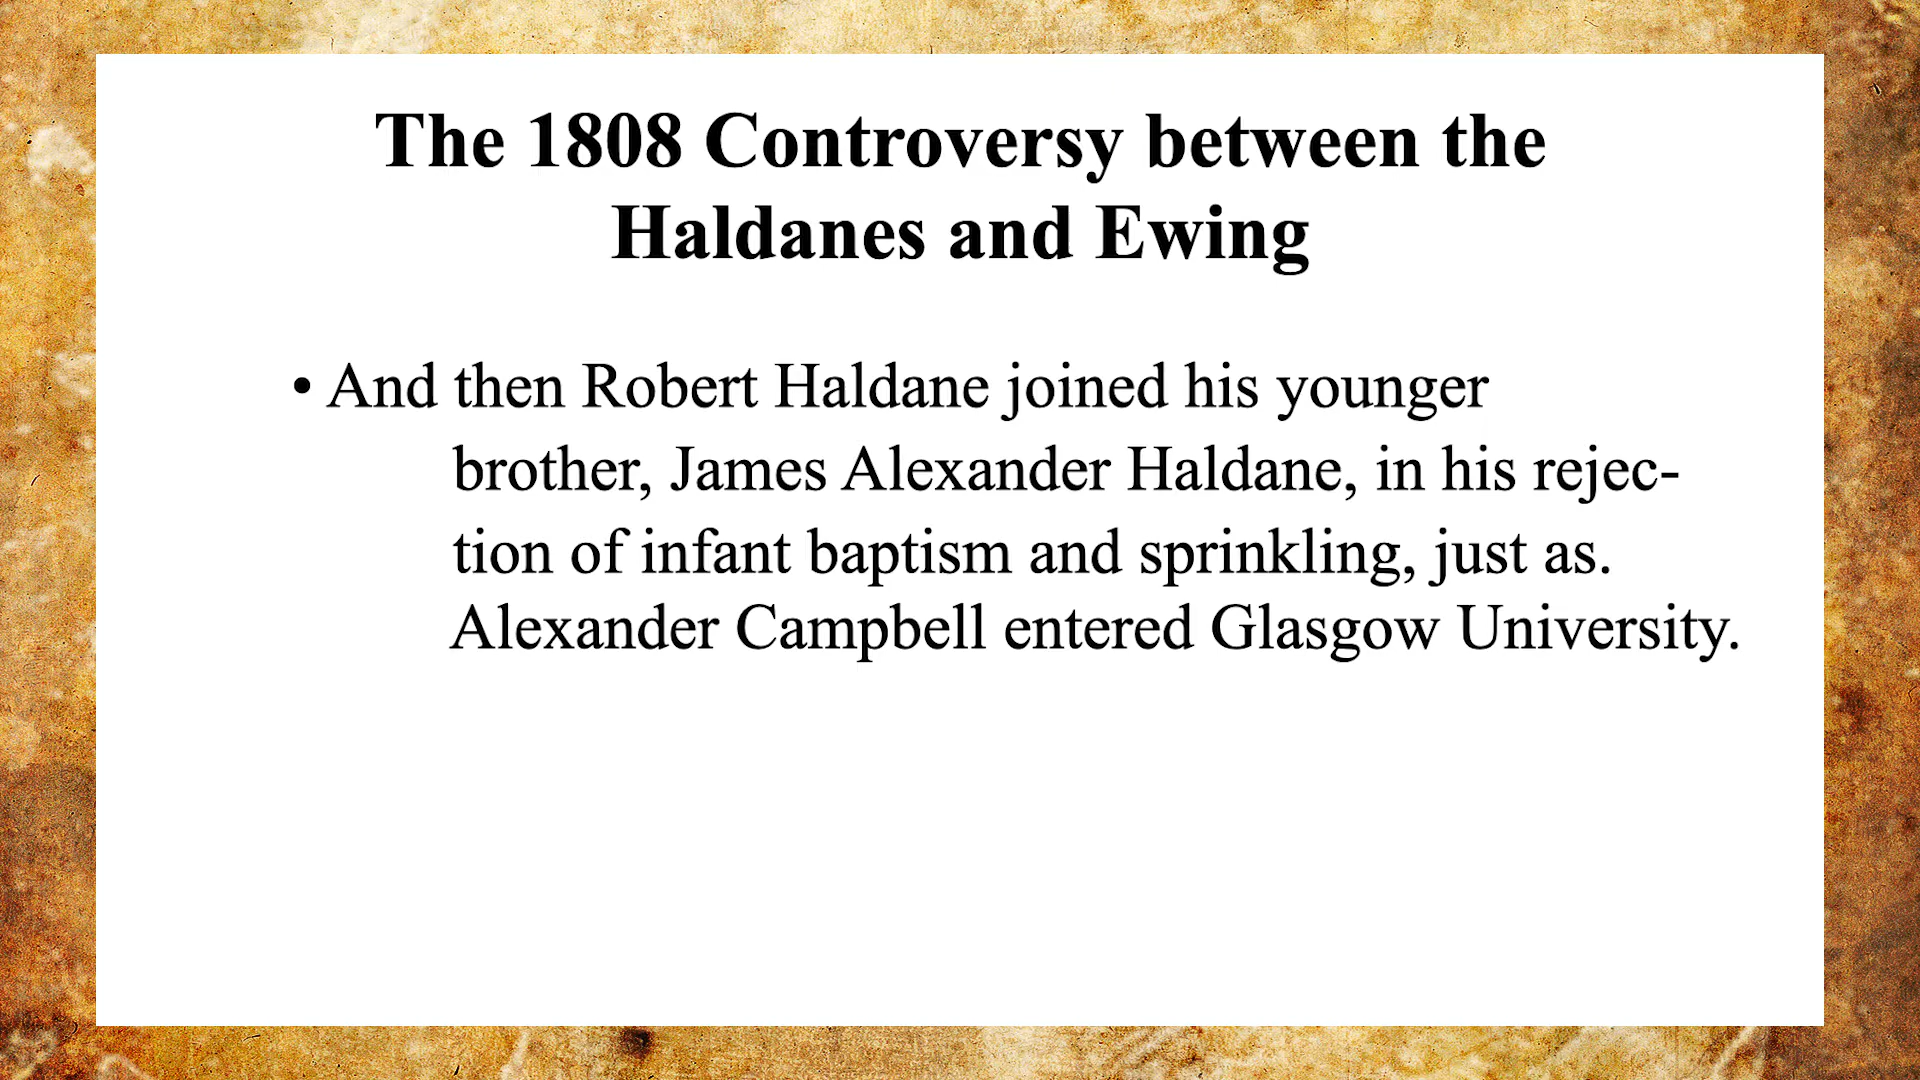 The 1808 Controversy between the
Haldanes and Ewing
• And then Robert Haldane joined his younger
brother, James Alexander Haldane, in his rejec-
tion of infant baptism and sprinkling, just as.
Alexander Campbell entered Glasgow University.